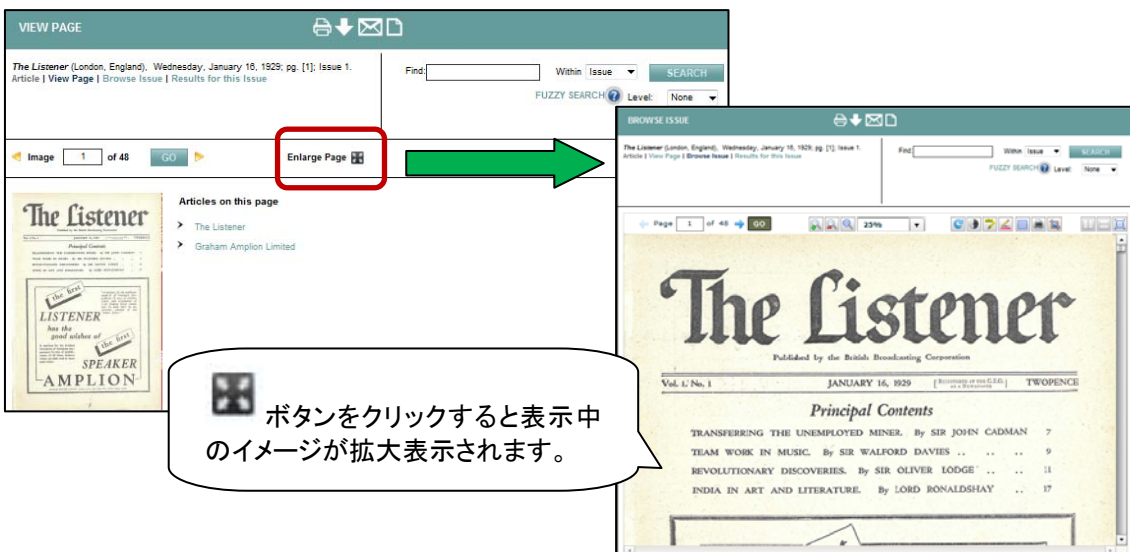 VIEW PAGE
The Listener (London, England), Wednesday, January 16, 1929; pg. [1]; Issue 1.
Article | View Page | Browse Issue | Results for this Issue
Find:
Within Issue
SEARCH
FUZZY SEARCH ? Level: None
Image 1 of 48 GO
Enlarge Page
The Listener
Principal Contents
the first
LISTENER
has the
good wishes of
the first
SPEAKER
AMPLION
Articles on this page
The Listener
Graham Amplion Limited
BROWSE ISSUE
The Listener (London, England), Wednesday, January 16, 1929; pg. [1]; Issue 1.
Article | View Page | Browse Issue | Results for this Issue
Find:
Within Issue
SEARCH
FUZZY SEARCH ? Level: None
Page 1 of 48 GO
25%
The Listener
Published by the British Broadcasting Corporation
Vol. 1. No. 1 JANUARY 16, 1929 TWOPENCE
Principal Contents
TRANSFERRING THE UNEMPLOYED MINER. By SIR JOHN CADMAN 7
TEAM WORK IN MUSIC. By SIR WALFORD DAVIES .. .. .. 9
REVOLUTIONARY DISCOVERIES. By SIR OLIVER LODGE .. .. 11
INDIA IN ART AND LITERATURE. By LORD RONALDSHAY .. 17
ボタンをクリックすると表示中
のイメージが拡大表示されます。